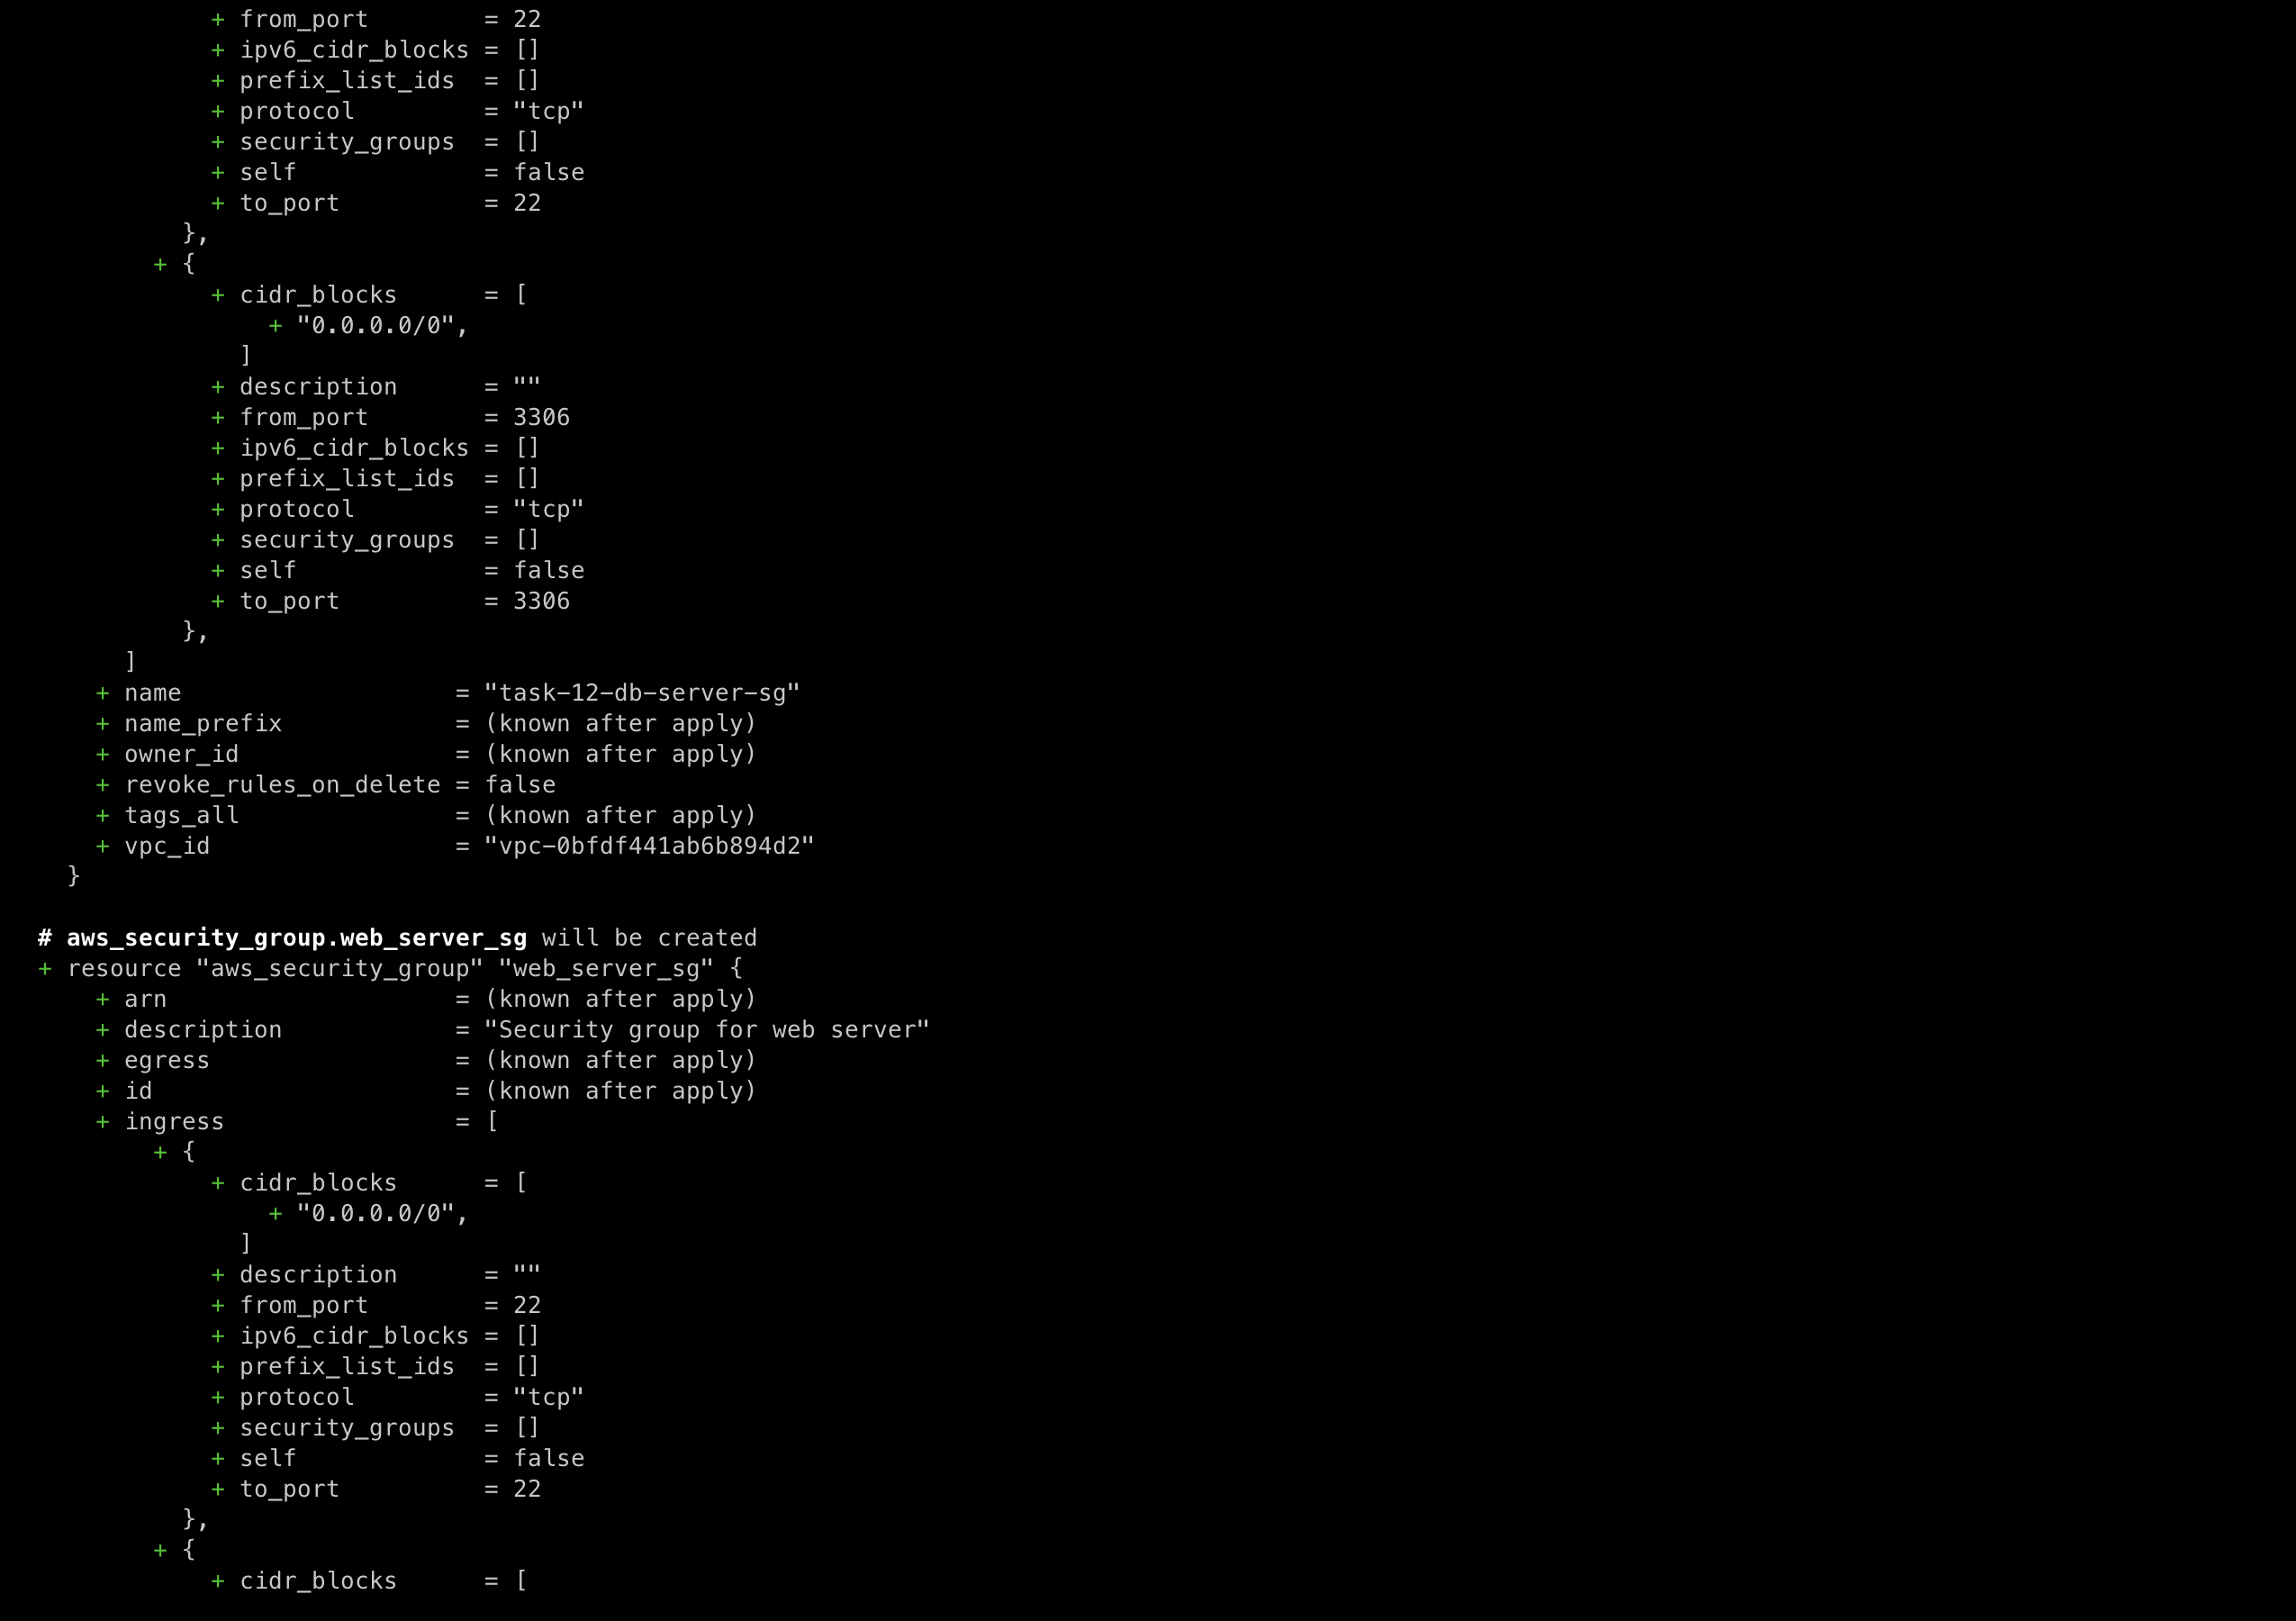 + from_port        = 22
            + ipv6_cidr_blocks = []
            + prefix_list_ids  = []
            + protocol         = "tcp"
            + security_groups  = []
            + self             = false
            + to_port          = 22
          },
        + {
            + cidr_blocks      = [
                + "0.0.0.0/0",
              ]
            + description      = ""
            + from_port        = 3306
            + ipv6_cidr_blocks = []
            + prefix_list_ids  = []
            + protocol         = "tcp"
            + security_groups  = []
            + self             = false
            + to_port          = 3306
          },
      ]
    + name                   = "task-12-db-server-sg"
    + name_prefix            = (known after apply)
    + owner_id               = (known after apply)
    + revoke_rules_on_delete = false
    + tags_all               = (known after apply)
    + vpc_id                 = "vpc-0bfdf441ab6b894d2"
  }

# aws_security_group.web_server_sg will be created
+ resource "aws_security_group" "web_server_sg" {
    + arn                    = (known after apply)
    + description            = "Security group for web server"
    + egress                 = (known after apply)
    + id                     = (known after apply)
    + ingress                = [
        + {
            + cidr_blocks      = [
                + "0.0.0.0/0",
              ]
            + description      = ""
            + from_port        = 22
            + ipv6_cidr_blocks = []
            + prefix_list_ids  = []
            + protocol         = "tcp"
            + security_groups  = []
            + self             = false
            + to_port          = 22
          },
        + {
            + cidr_blocks      = [